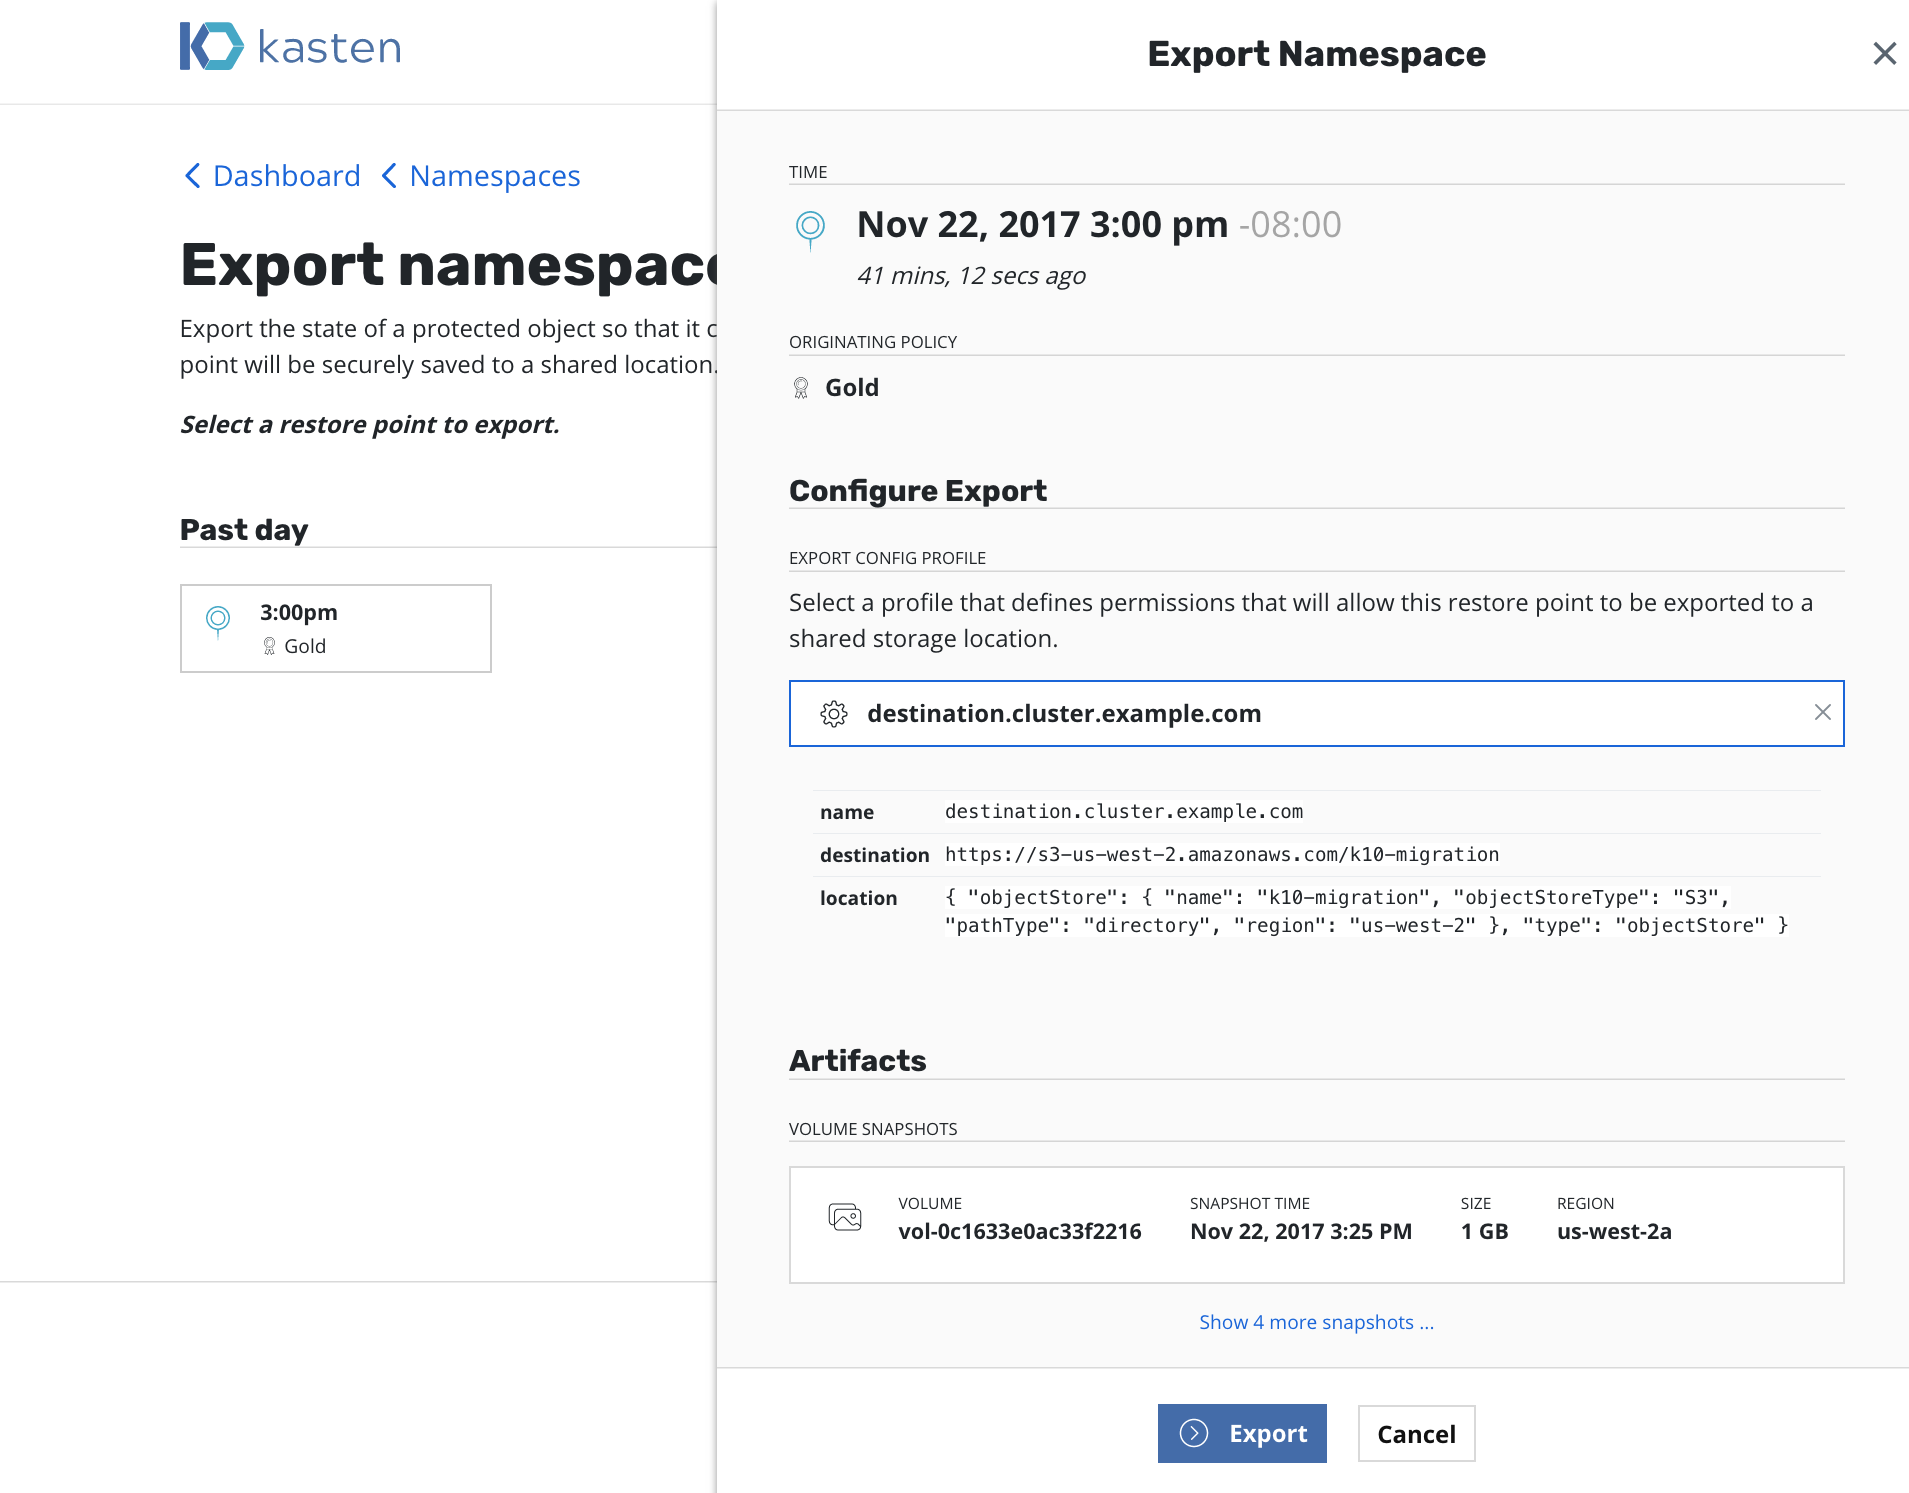 kasten
Dashboard Namespaces
Export namespace
Export the state of a protected object so that it c
point will be securely saved to a shared location.
Select a restore point to export.
Past day
3:00pm
Gold
Export Namespace
TIME
Nov 22, 2017 3:00 pm -08:00
41 mins, 12 secs ago
ORIGINATING POLICY
Gold
Configure Export
EXPORT CONFIG PROFILE
Select a profile that defines permissions that will allow this restore point to be exported to a
shared storage location.
destination.cluster.example.com
name destination.cluster.example.com
destination https://s3-us-west-2.amazonaws.com/k10-migration
location { "objectStore": { "name": "k10-migration", "objectStoreType": "S3",
"pathType": "directory", "region": "us-west-2" }, "type": "objectStore" }
Artifacts
VOLUME SNAPSHOTS
VOLUME SNAPSHOT TIME SIZE REGION
vol-0c1633e0ac33f2216 Nov 22, 2017 3:25 PM 1 GB us-west-2a
Show 4 more snapshots ...
Export Cancel